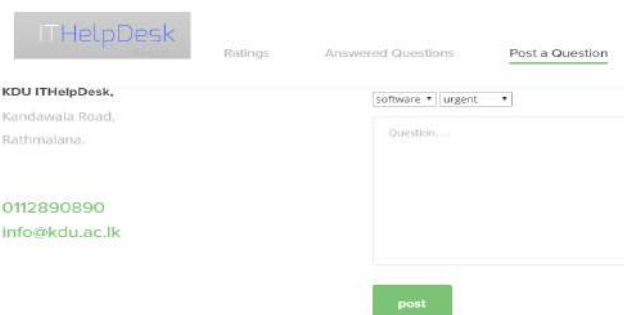 ITHelpDesk
Ratings
Answered Questions
Post a Question
KDU ITHelpDesk,
Kandawala Road,
Rathmalana.
0112890890
info@kdu.ac.lk
software
urgent
Question. . .
post